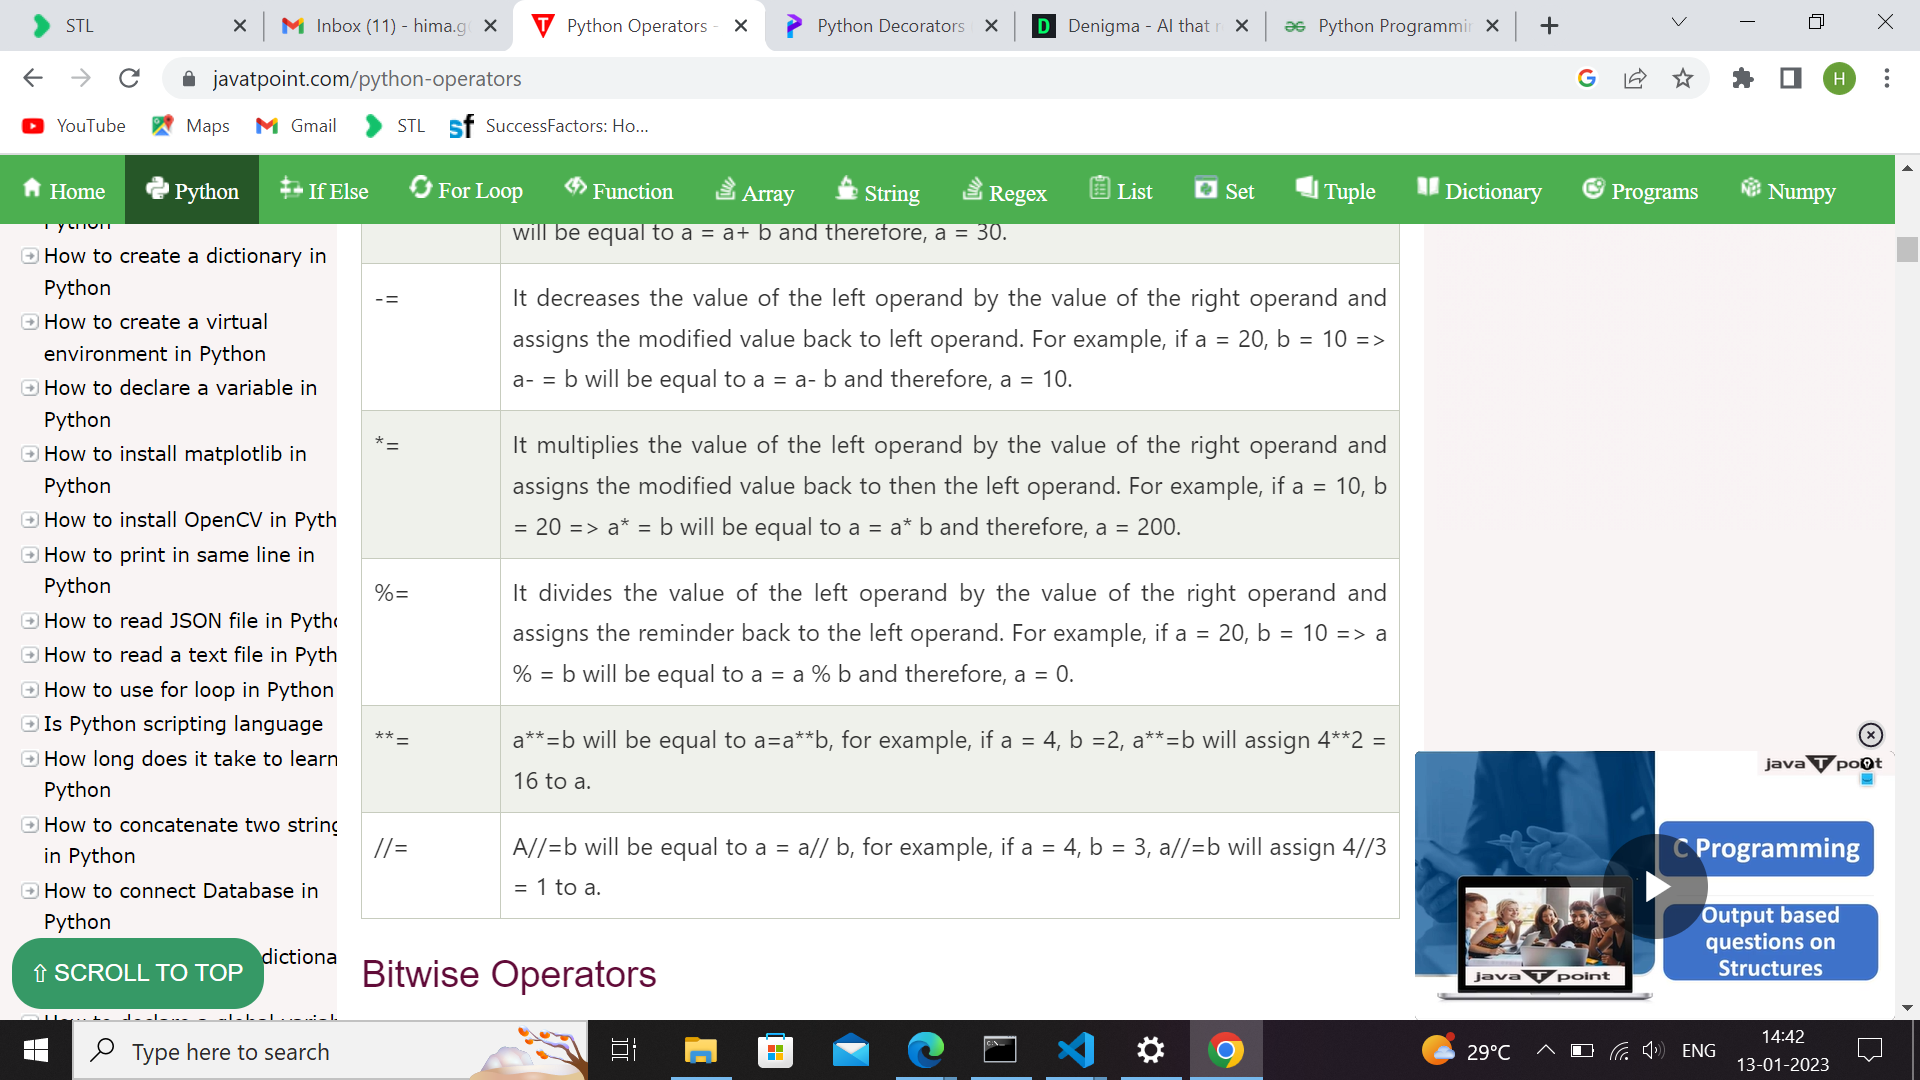 STL
Inbox (11) - hima.g
Python Operators -
Python Decorators
Denigma - AI that r
Python Programmin
javatpoint.com/python-operators
H
YouTube
Maps
Gmail
STL
sf SuccessFactors: Ho...
Home
Python
If Else
For Loop
Function
Array
String
Regex
List
Set
Tuple
Dictionary
Programs
Numpy
Python
How to create a dictionary in
Python
How to create a virtual
environment in Python
How to declare a variable in
Python
How to install matplotlib in
Python
How to install OpenCV in Pyth
How to print in same line in
Python
How to read JSON file in Pytho
How to read a text file in Pyth
How to use for loop in Python
Is Python scripting language
How long does it take to learn
Python
How to concatenate two string
in Python
How to connect Database in
Python
dictiona
⇧ SCROLL TO TOP
How to declare a global variab
will be equal to a = a+ b and therefore, a = 30.
-=
It decreases the value of the left operand by the value of the right operand and
assigns the modified value back to left operand. For example, if a = 20, b = 10 =>
a- = b will be equal to a = a- b and therefore, a = 10.
*=
It multiplies the value of the left operand by the value of the right operand and
assigns the modified value back to then the left operand. For example, if a = 10, b
= 20 => a* = b will be equal to a = a* b and therefore, a = 200.
%=
It divides the value of the left operand by the value of the right operand and
assigns the reminder back to the left operand. For example, if a = 20, b = 10 => a
% = b will be equal to a = a % b and therefore, a = 0.
**=
a**=b will be equal to a=a**b, for example, if a = 4, b =2, a**=b will assign 4**2 =
16 to a.
//=
A//=b will be equal to a = a// b, for example, if a = 4, b = 3, a//=b will assign 4//3
= 1 to a.
Bitwise Operators
java T point
C Programming
Output based
questions on
Structures
java T point
Type here to search
29°C
ENG
14:42
13-01-2023